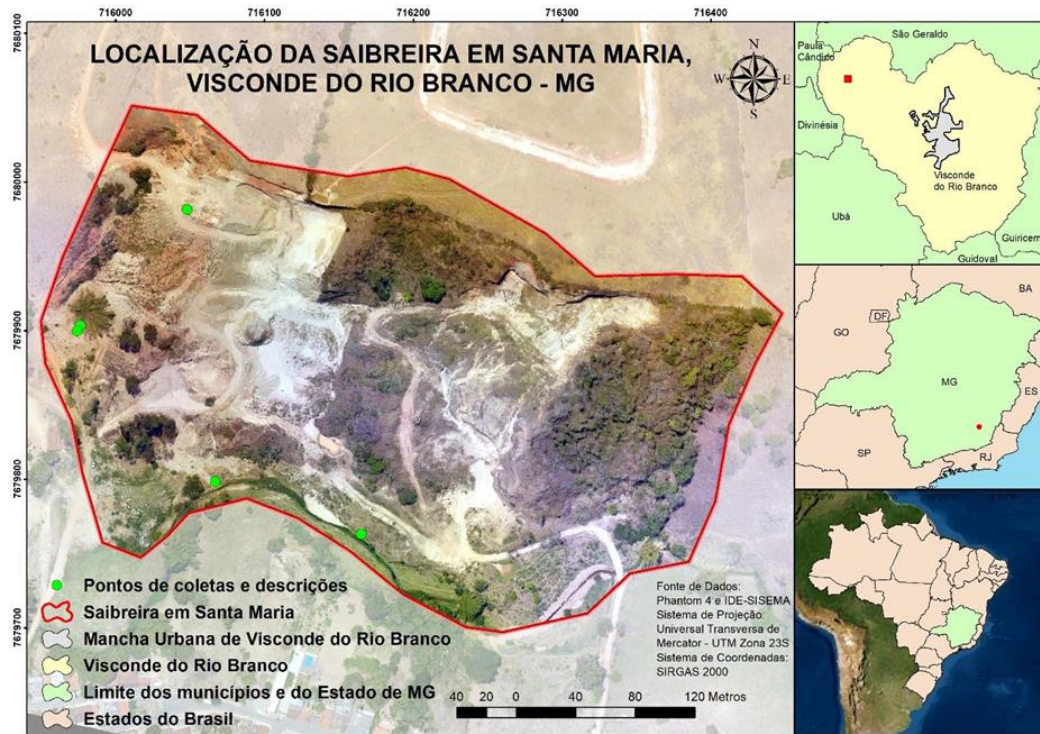 716000
716100
716200
716300
716400
7680100
7680000
7679900
7679800
7679700
LOCALIZAÇÃO DA SAIBREIRA EM SANTA MARIA,
VISCONDE DO RIO BRANCO - MG
N
W
E
S
Pontos de coletas e descrições
Saibreira em Santa Maria
Mancha Urbana de Visconde do Rio Branco
Visconde do Rio Branco
Limite dos municípios e do Estado de MG
Estados do Brasil
Fonte de Dados:
Phantom 4 e IDE-SISEMA
Sistema de Projeção:
Universal Transversa de
Mercator - UTM Zona 23S
Sistema de Coordenadas:
SIRGAS 2000
40 20 0 40 80 120 Metros
Paula
Cândido
São Geraldo
Divinésia
Visconde
do Rio Branco
Ubá
Guiricem
Guidoval
BA
DF
GO
MG
ES
SP
RJ